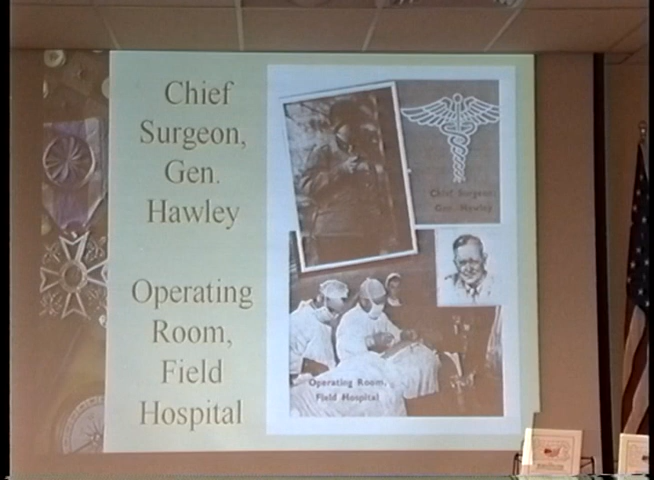 Chief
Surgeon,
Gen.
Hawley
Operating
Room,
Field
Hospital
Chief Surgeon,
Gen. Hawley
Operating Room,
Field Hospital